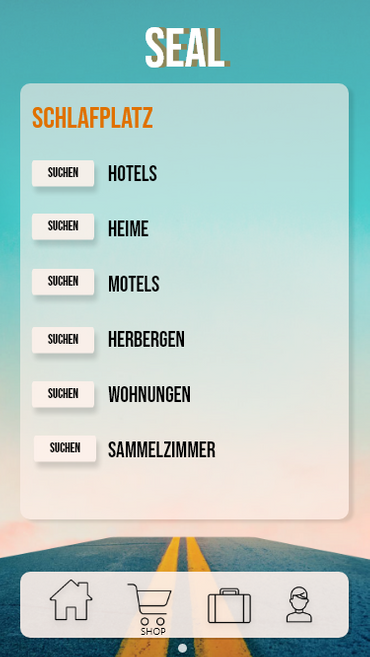 SEAL
SCHLAFPLATZ
SUCHEN HOTELS
SUCHEN HEIME
SUCHEN MOTELS
SUCHEN HERBERGEN
SUCHEN WOHNUNGEN
SUCHEN SAMMELZIMMER
SHOP